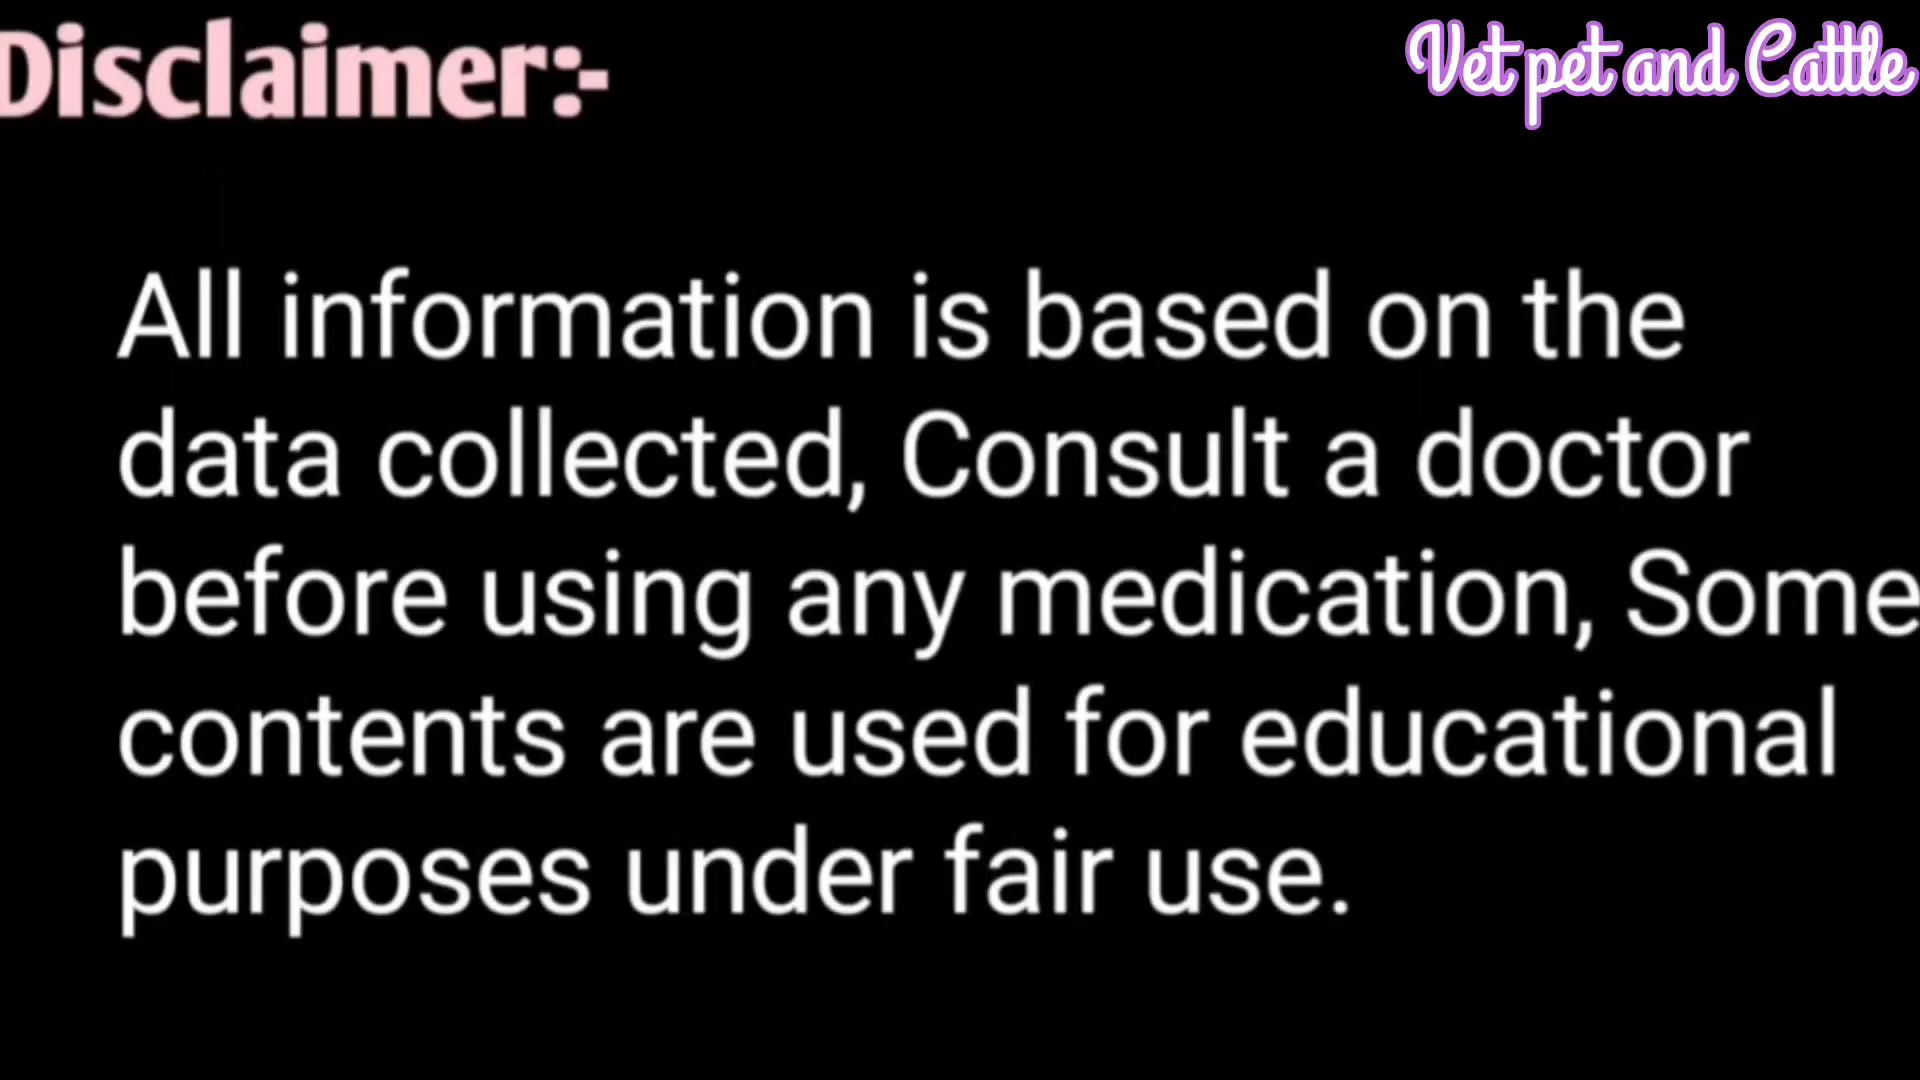 Disclaimer:-
Vet pet and Cattle
All information is based on the
data collected, Consult a doctor
before using any medication, Some
contents are used for educational
purposes under fair use.